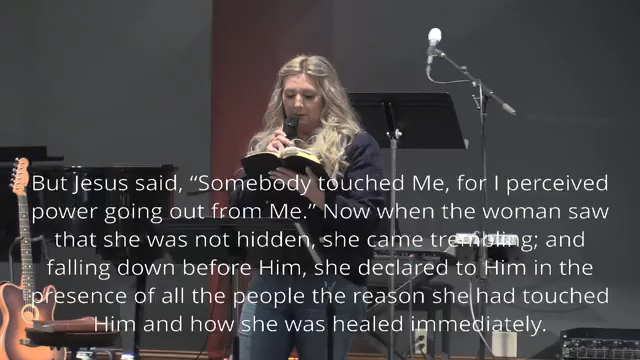 But Jesus said, “Somebody touched Me, for I perceived
power going out from Me.” Now when the woman saw
that she was not hidden, she came trembling; and
falling down before Him, she declared to Him in the
presence of all the people the reason she had touched
Him and how she was healed immediately.